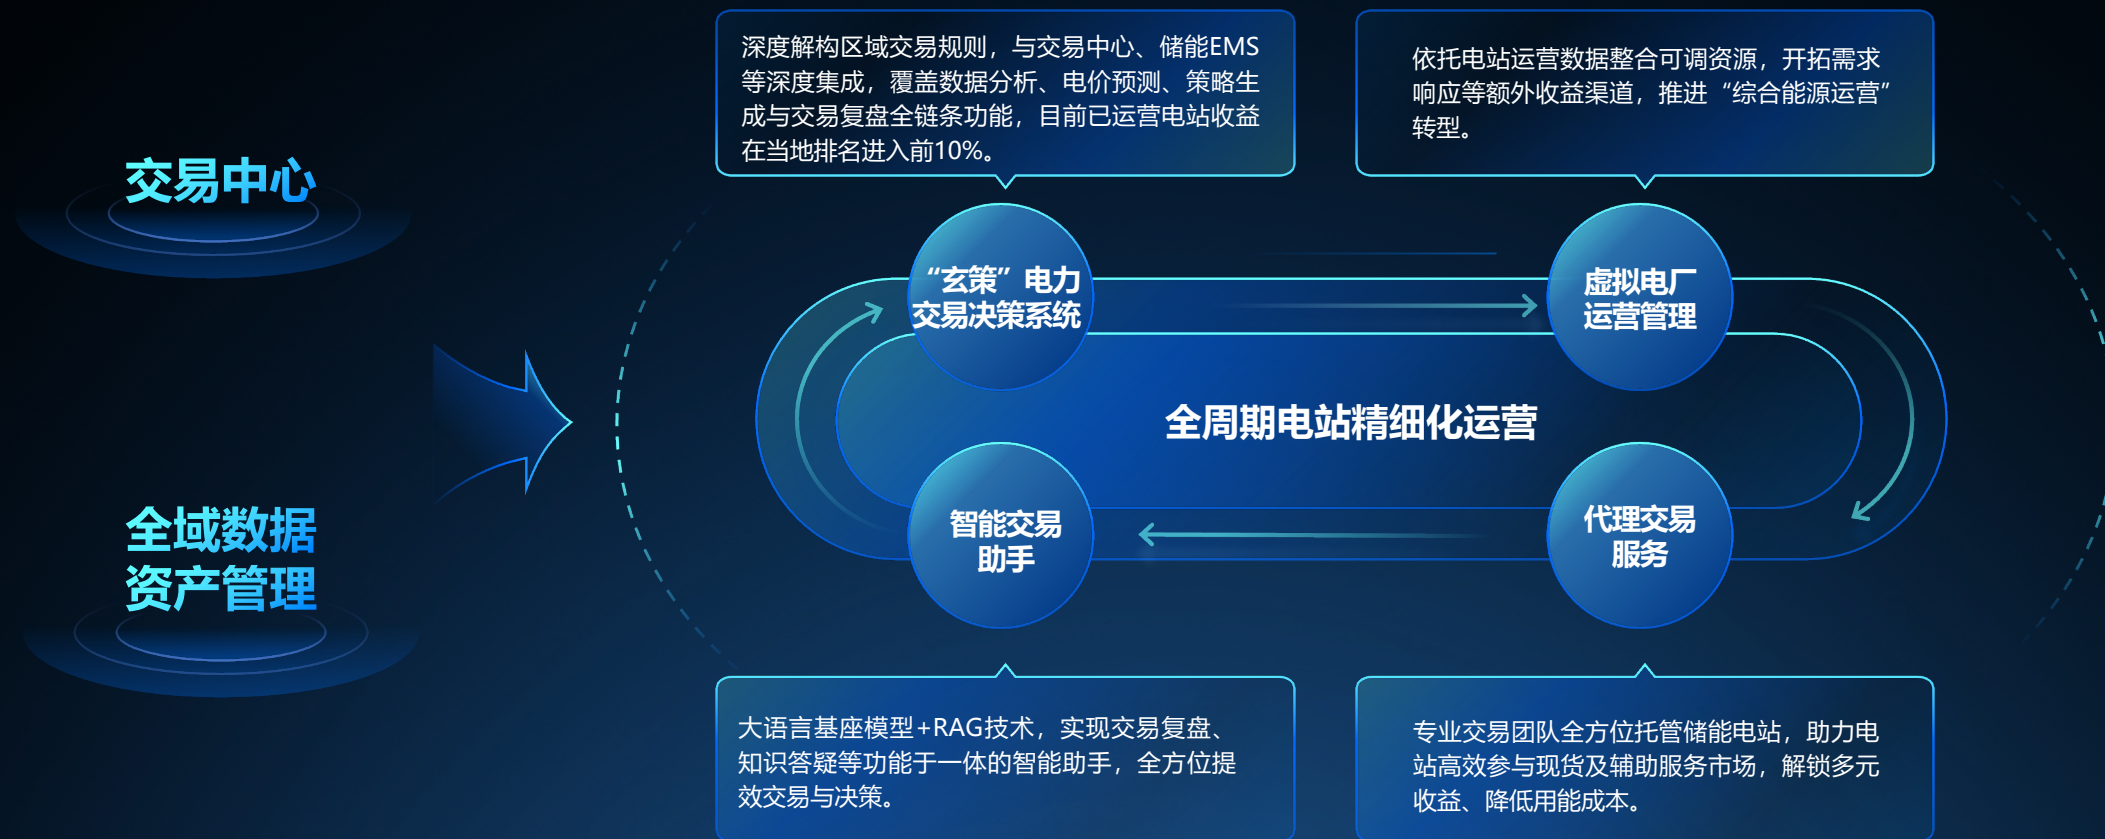 交易中心
全域数据
资产管理
深度解构区域交易规则，与交易中心、储能EMS
等深度集成，覆盖数据分析、电价预测、策略生
成与交易复盘全链条功能，目前已运营电站收益
在当地排名进入前10%。
依托电站运营数据整合可调资源，开拓需求
响应等额外收益渠道，推进“综合能源运营”
转型。
“玄策”电力
交易决策系统
虚拟电厂
运营管理
全周期电站精细化运营
智能交易
助手
代理交易
服务
大语言基座模型+RAG技术，实现交易复盘、
知识答疑等功能于一体的智能助手，全方位提
效交易与决策。
专业交易团队全方位托管储能电站，助力电
站高效参与现货及辅助服务市场，解锁多元
收益、降低用能成本。